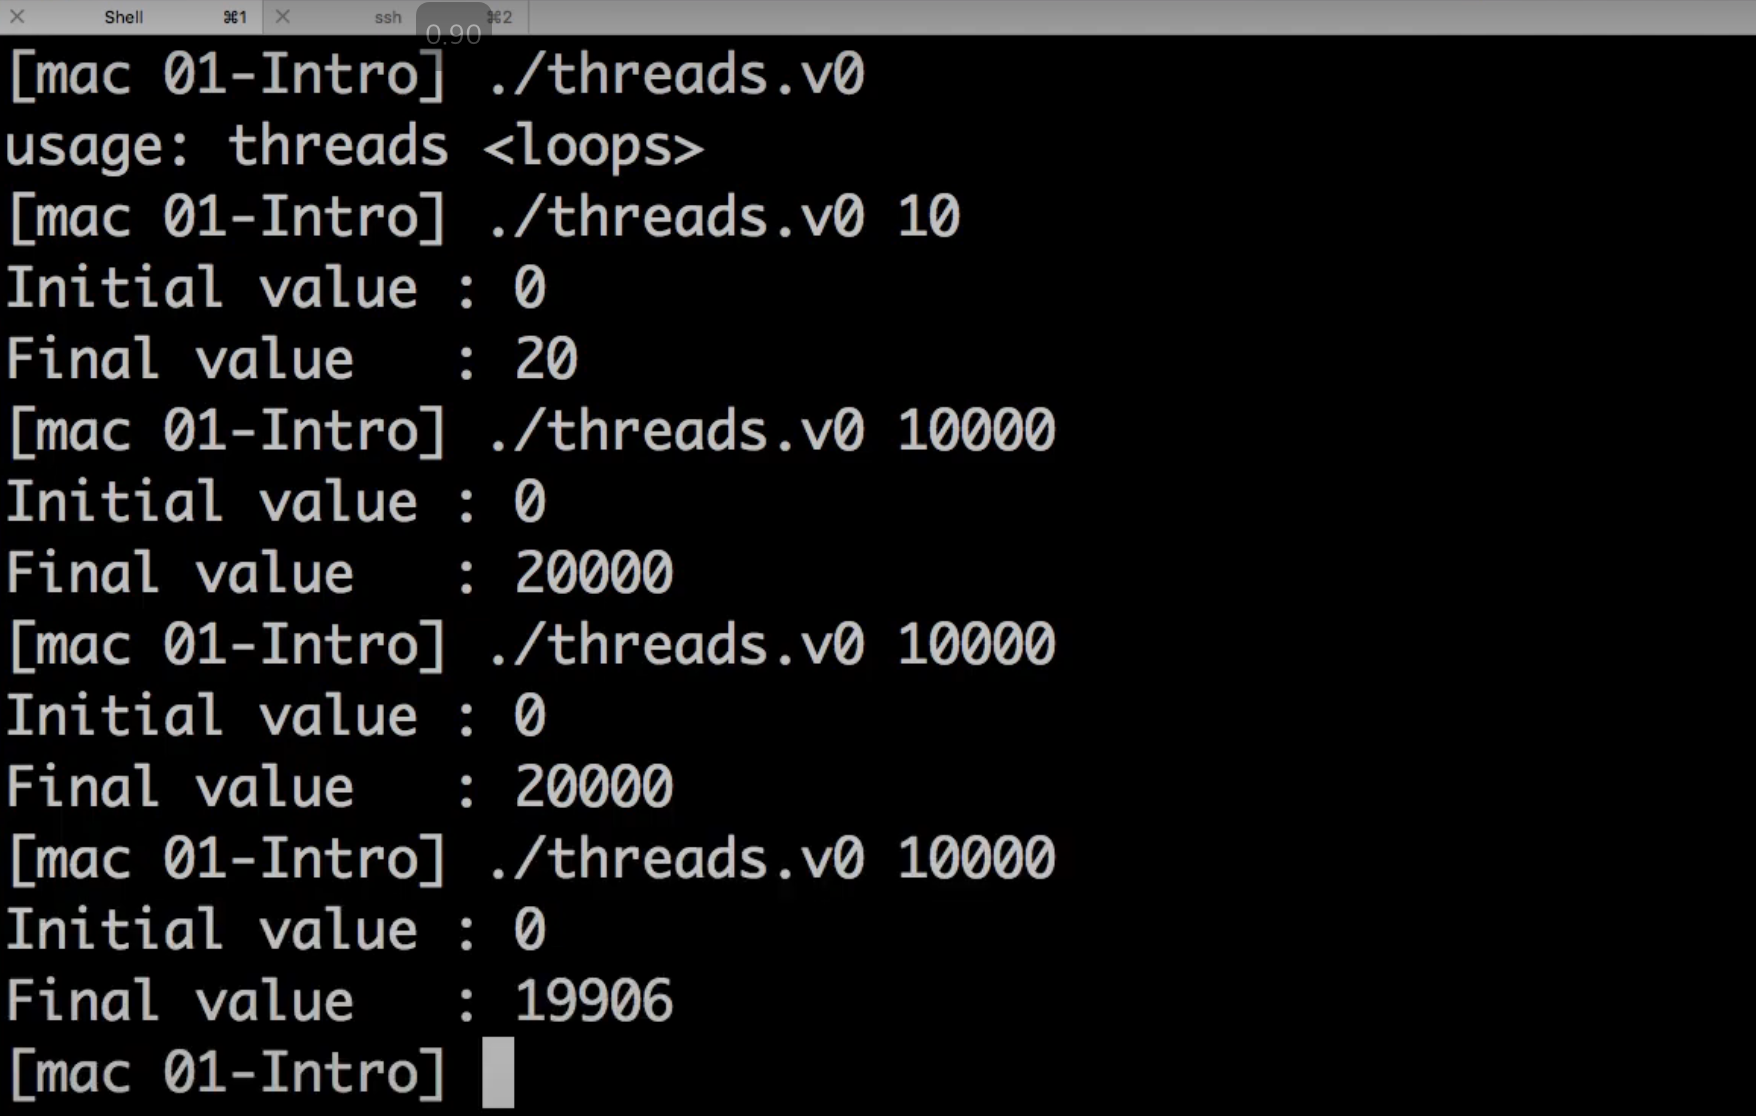 Shell ⌘1 ssh ⌘2
0.90
[mac 01-Intro] ./threads.v0
usage: threads <loops>
[mac 01-Intro] ./threads.v0 10
Initial value : 0
Final value   : 20
[mac 01-Intro] ./threads.v0 10000
Initial value : 0
Final value   : 20000
[mac 01-Intro] ./threads.v0 10000
Initial value : 0
Final value   : 20000
[mac 01-Intro] ./threads.v0 10000
Initial value : 0
Final value   : 19906
[mac 01-Intro]